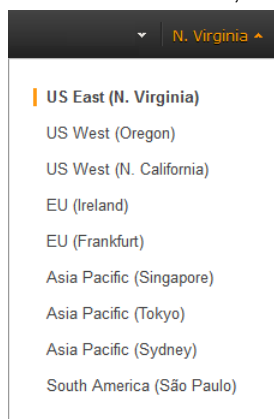 N. Virginia
US East (N. Virginia)
US West (Oregon)
US West (N. California)
EU (Ireland)
EU (Frankfurt)
Asia Pacific (Singapore)
Asia Pacific (Tokyo)
Asia Pacific (Sydney)
South America (São Paulo)